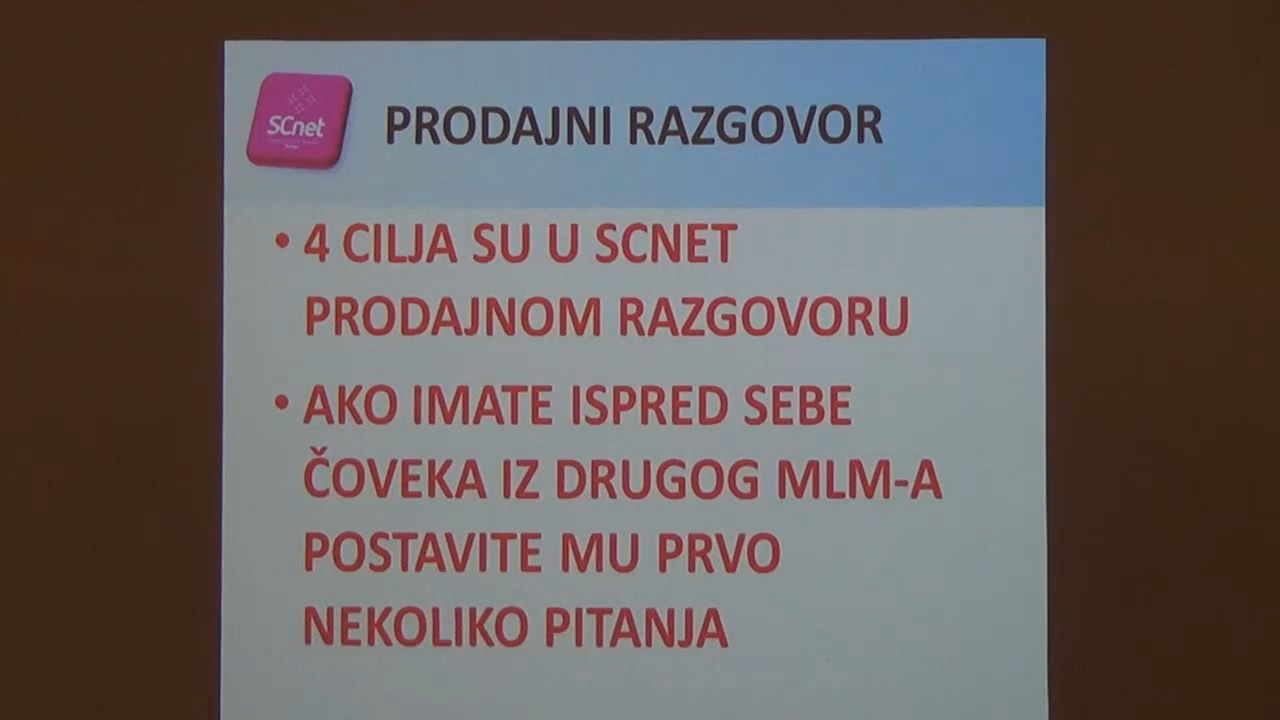 SCnet
PRODAJNI RAZGOVOR
• 4 CILJA SU U SCNET
PRODAJNOM RAZGOVORU
• AKO IMATE ISPRED SEBE
ČOVEKA IZ DRUGOG MLM-A
POSTAVITE MU PRVO
NEKOLIKO PITANJA